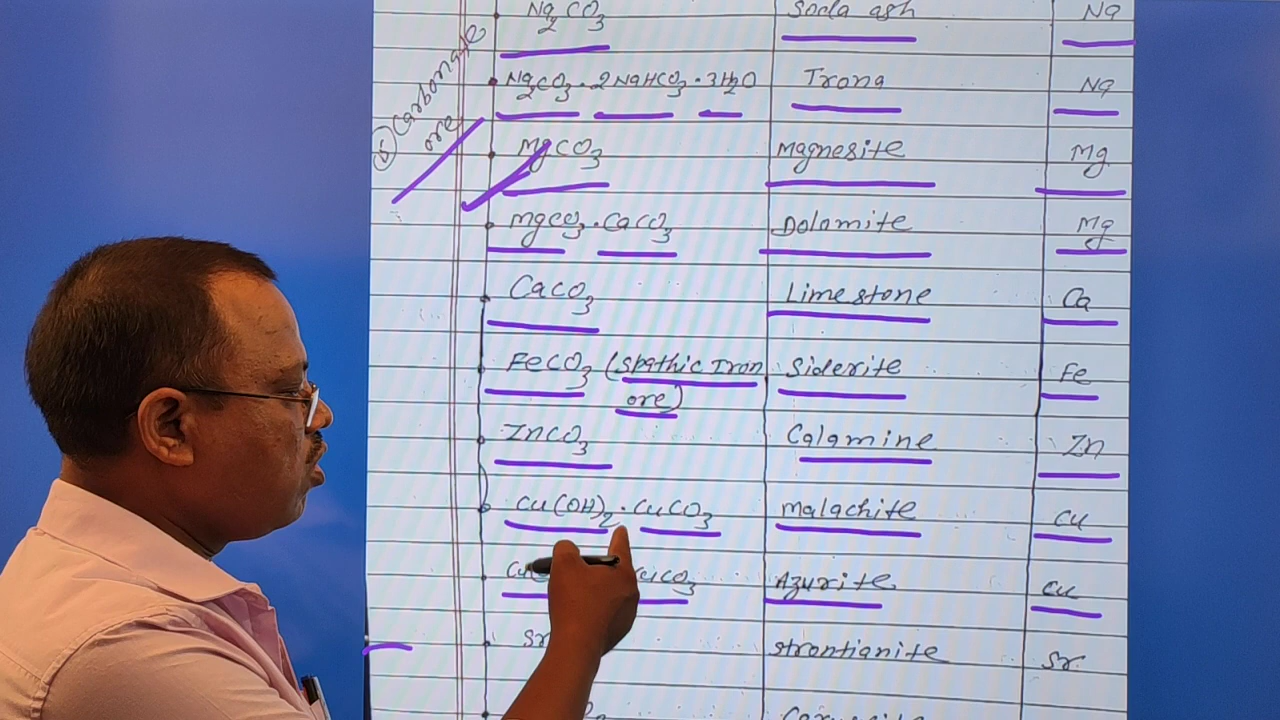 Na2CO3 Soda ash Na
⑤ Carbonate
ore
Na2CO3 · 2NaHCO3 · 3H2O Trona Na
MgCO3 Magnesite Mg
MgCO3 · CaCO3 Dolomite Mg
CaCO3 Limestone Ca
FeCO3 (Spathic Iron Siderite Fe
ore)
ZnCO3 Calamine Zn
Cu(OH)2 · CuCO3 Malachite Cu
CuCO3 Azurite Cu
Strontianite Sr